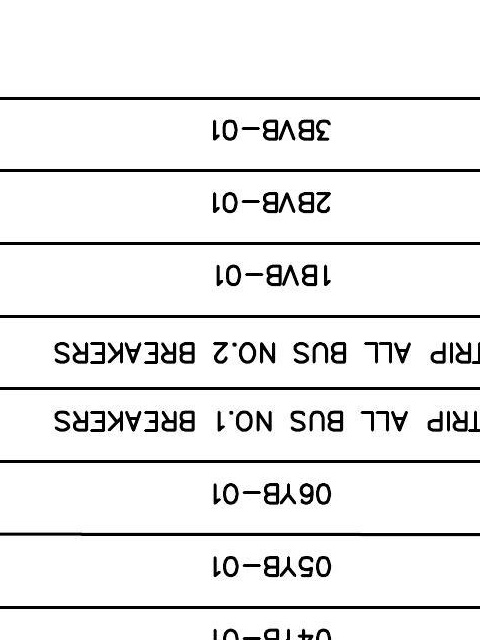 04YB-01
05YB-01
06YB-01
TRIP ALL BUS NO.1 BREAKERS
TRIP ALL BUS NO.2 BREAKERS
1BVB-01
2BVB-01
3BVB-01